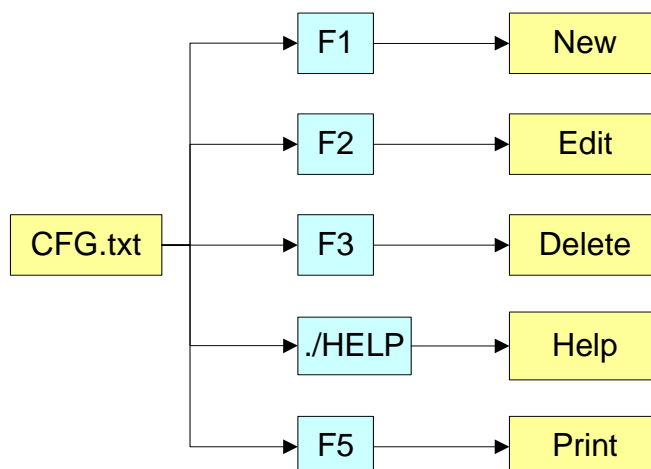 F1
New
F2
Edit
CFG.txt
F3
Delete
./HELP
Help
F5
Print